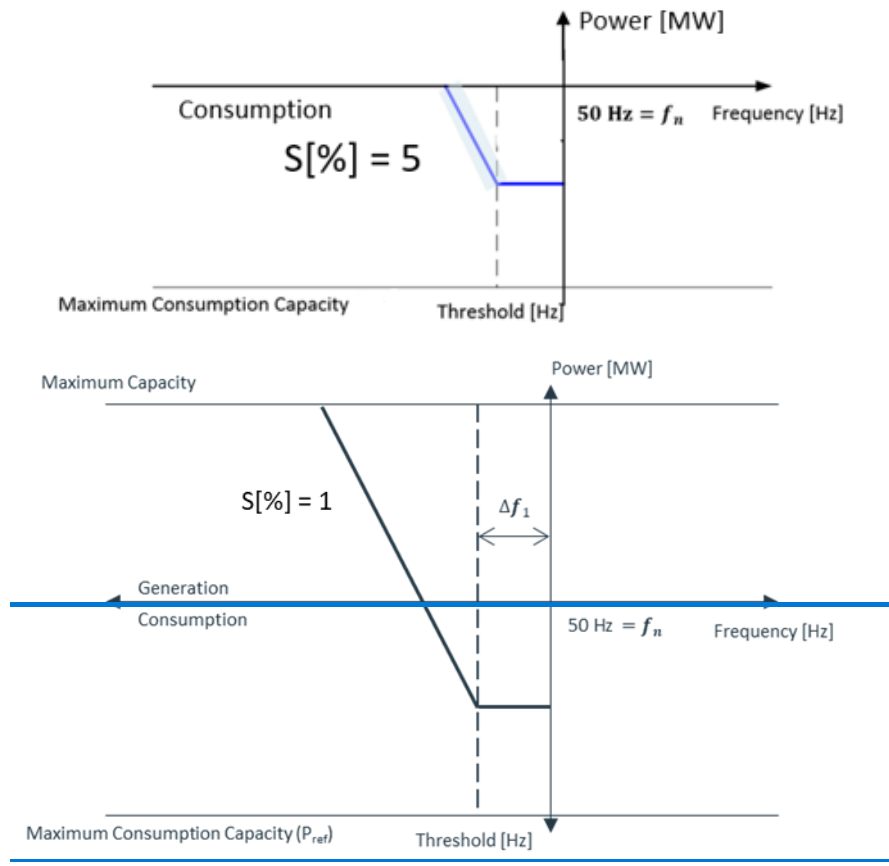 Power [MW]
Consumption
50 Hz = fₙ
Frequency [Hz]
S[%] = 5
Maximum Consumption Capacity
Threshold [Hz]
Power [MW]
Maximum Capacity
S[%] = 1
Δf₁
Generation
Consumption
50 Hz = fₙ
Frequency [Hz]
Maximum Consumption Capacity (Pref)
Threshold [Hz]